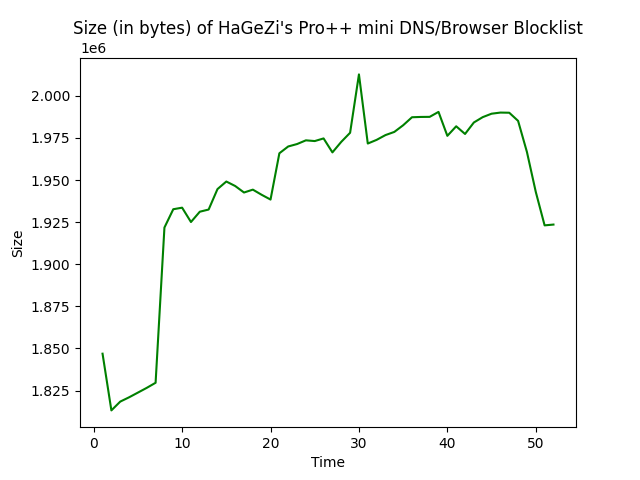 Size (in bytes) of HaGeZi's Pro++ mini DNS/Browser Blocklist
1e6
2.000
1.975
1.950
1.925
1.900
1.875
1.850
1.825
Size
0 10 20 30 40 50
Time